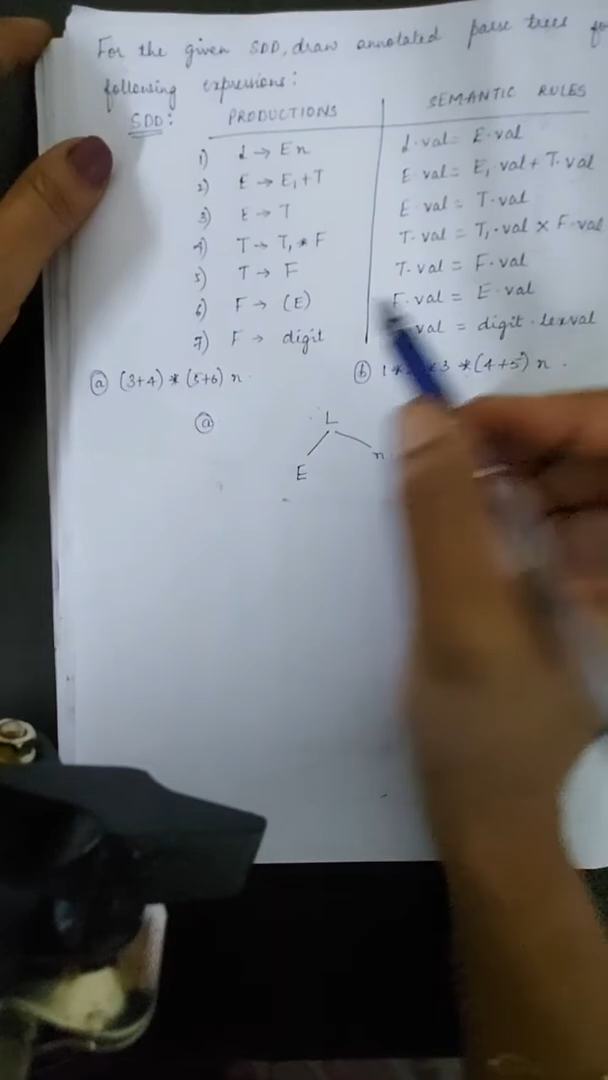 For the given SDD, draw annotated parse trees
following expressions:
SDD: PRODUCTIONS SEMANTIC RULES
1) L → En L.val = E.val
2) E → E₁ + T E.val = E₁.val + T.val
3) E → T E.val = T.val
4) T → T₁ * F T.val = T₁.val × F.val
5) T → F T.val = F.val
6) F → (E) F.val = E.val
7) F → digit val = digit.lexval
ⓐ (3+4) * (5+6) n. ⓑ 1 * 3 * (4+5) n.
ⓐ L
E n